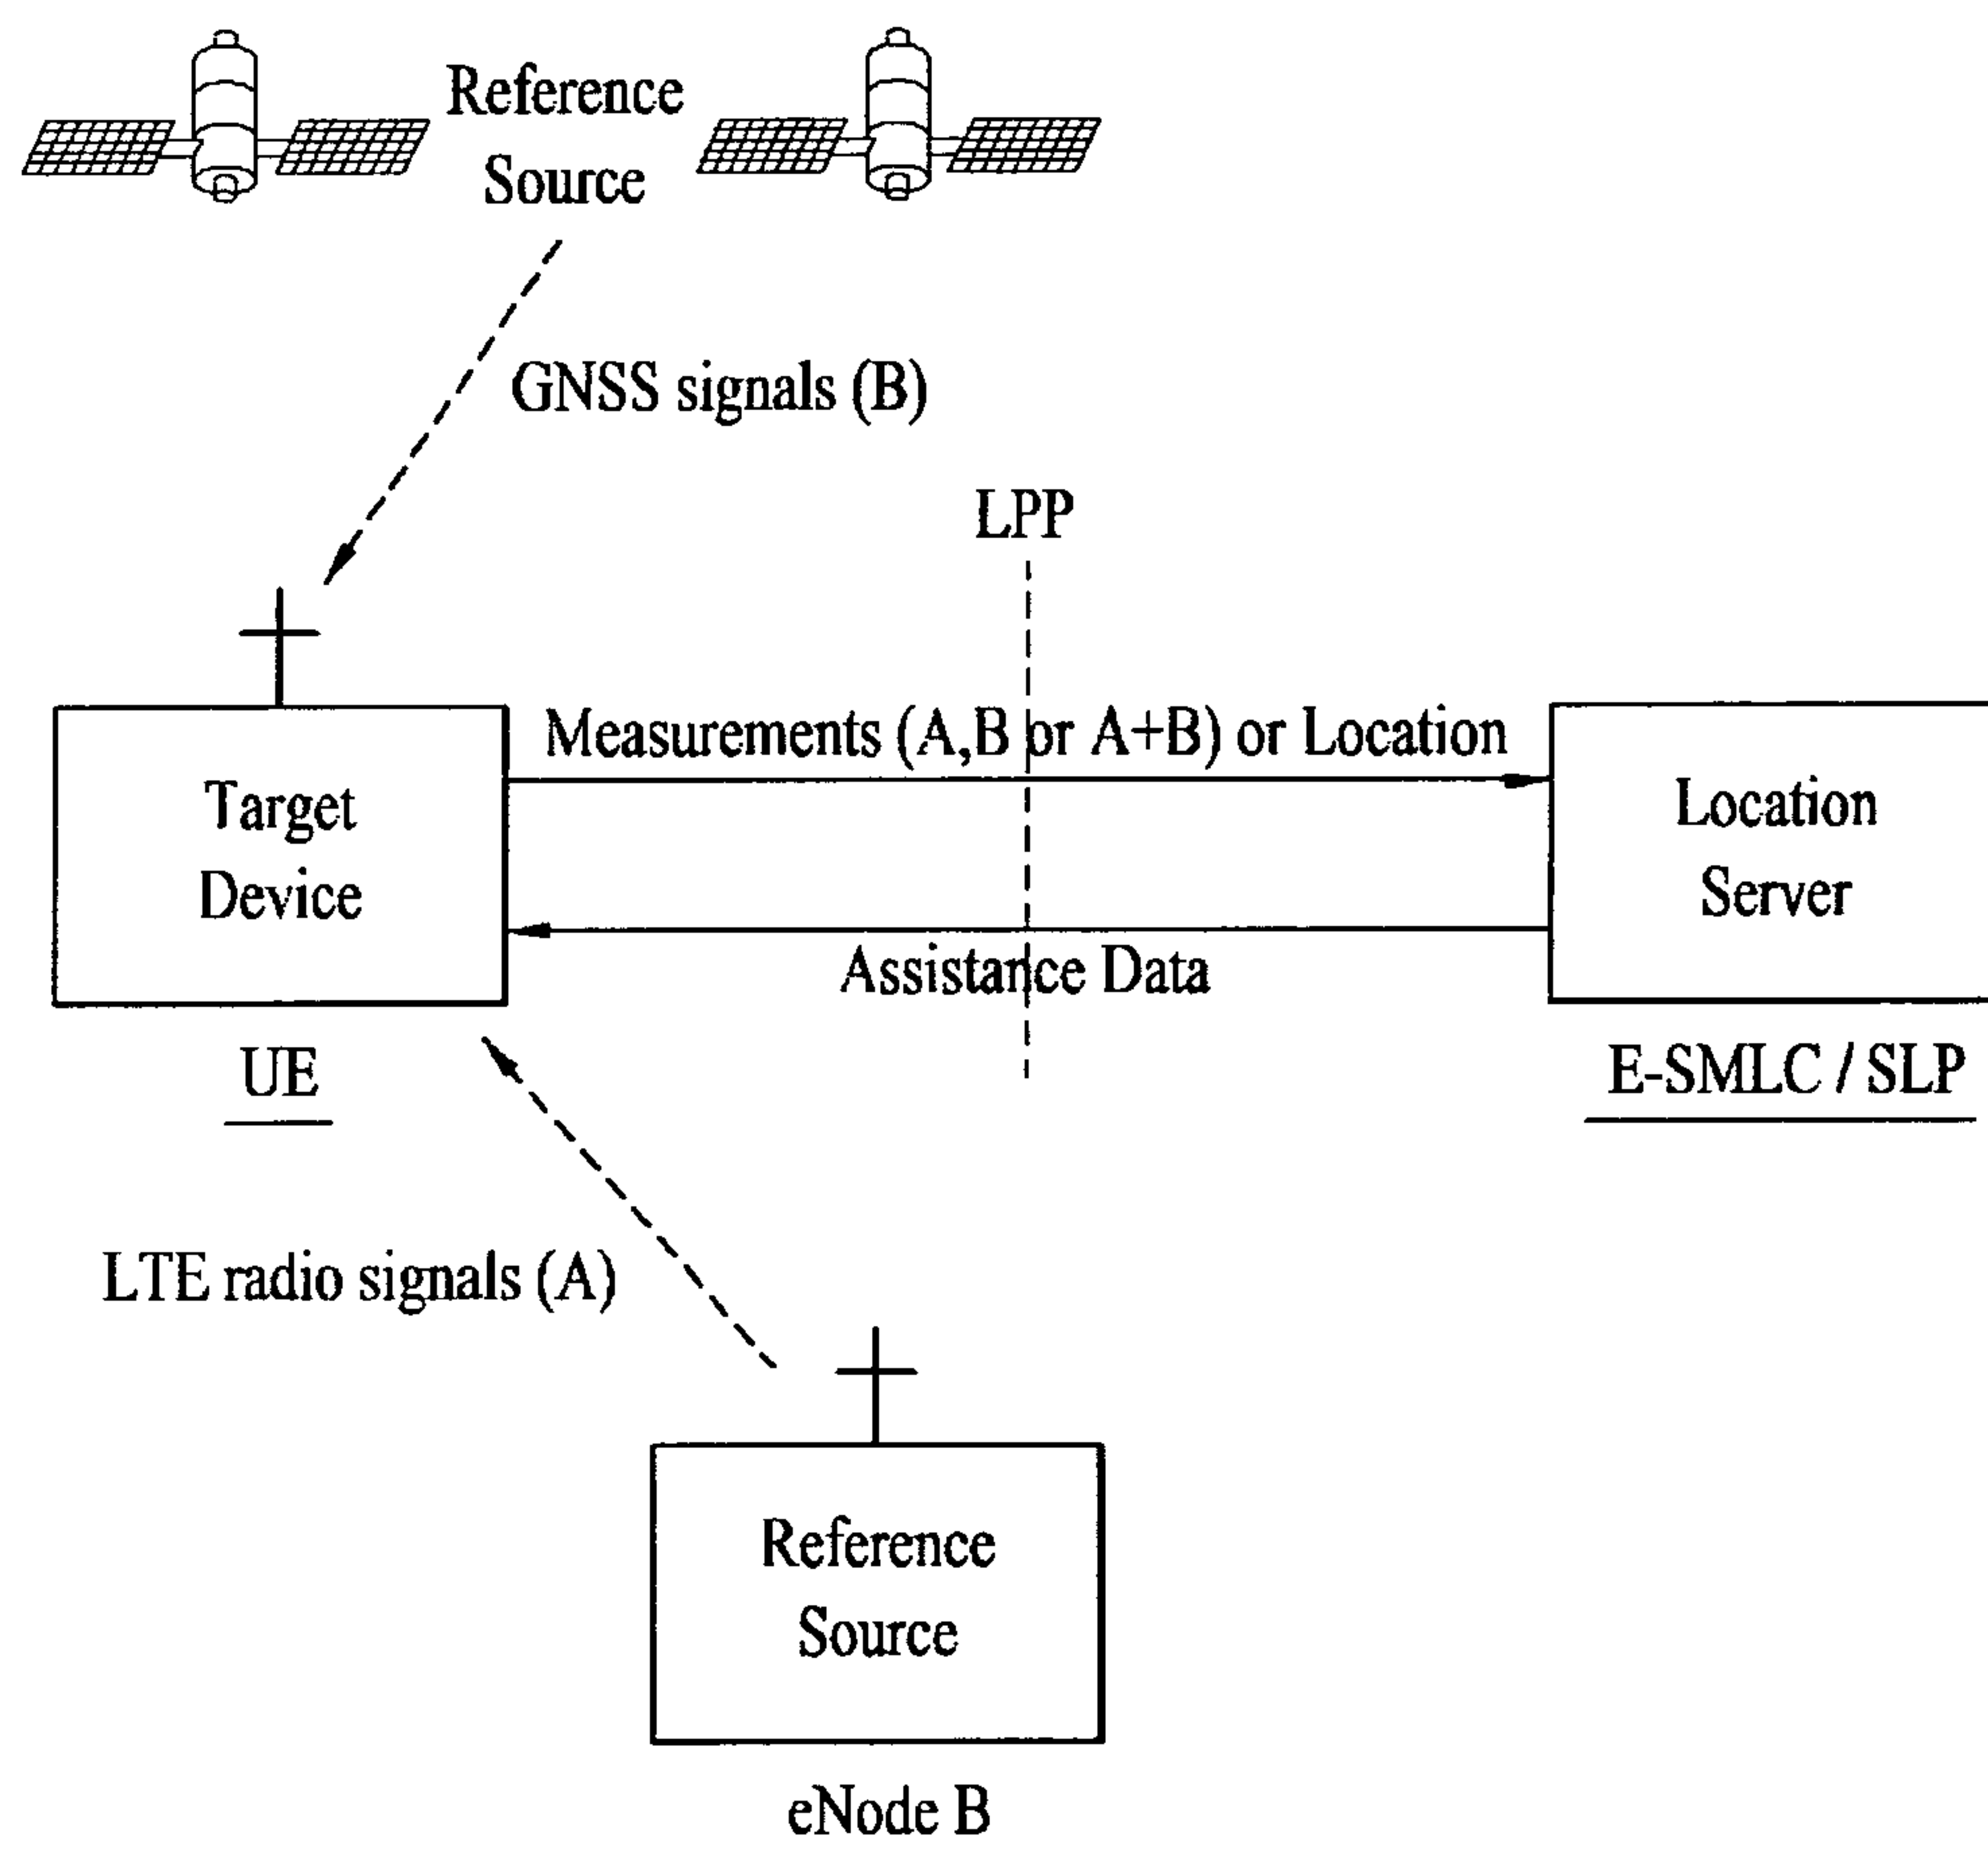 Reference
Source
GNSS signals (B)
LPP
Measurements (A,B or A+B) or Location
Target
Device
Location
Server
Assistance Data
UE
E-SMLC / SLP
LTE radio signals (A)
Reference
Source
eNode B